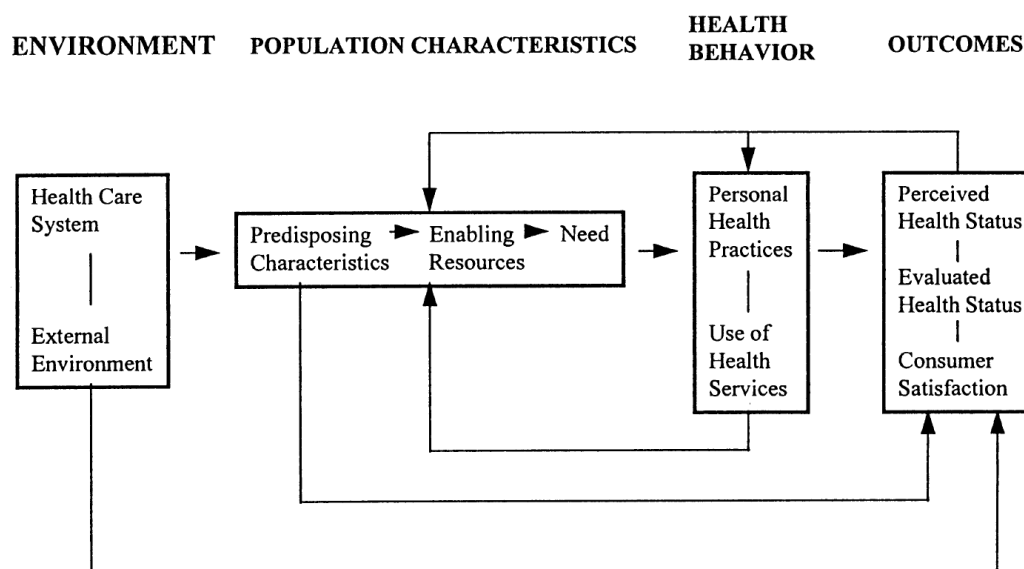 ENVIRONMENT
POPULATION CHARACTERISTICS
HEALTH
BEHAVIOR
OUTCOMES
Health Care
System
External
Environment
Predisposing
Characteristics
Enabling
Resources
Need
Personal
Health
Practices
Use of
Health
Services
Perceived
Health Status
Evaluated
Health Status
Consumer
Satisfaction